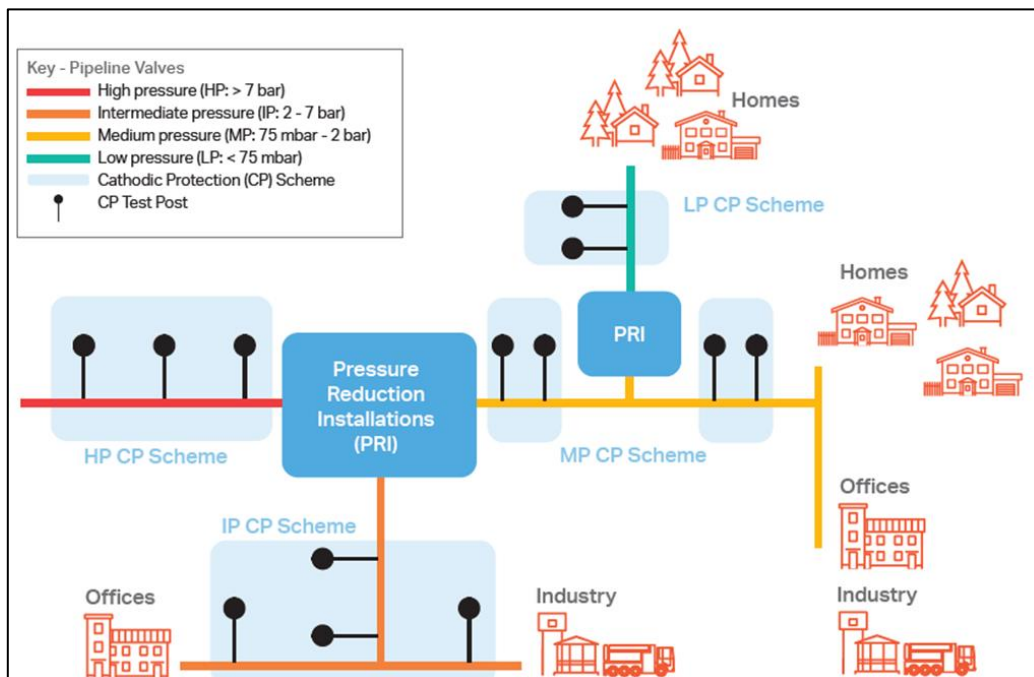 Key - Pipeline Valves
High pressure (HP: > 7 bar)
Intermediate pressure (IP: 2 - 7 bar)
Medium pressure (MP: 75 mbar - 2 bar)
Low pressure (LP: < 75 mbar)
Cathodic Protection (CP) Scheme
CP Test Post
Homes
LP CP Scheme
Homes
PRI
Pressure
Reduction
Installations
(PRI)
HP CP Scheme
MP CP Scheme
Offices
IP CP Scheme
Offices
Industry
Industry